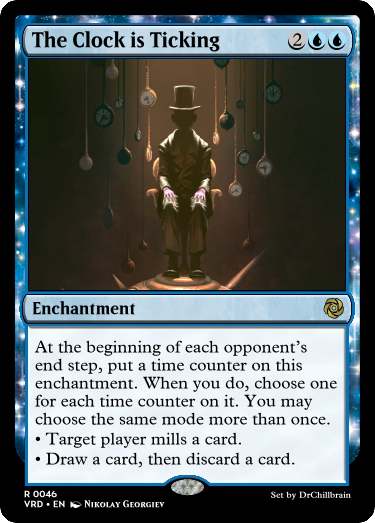 The Clock is Ticking 2
Enchantment
At the beginning of each opponent's
end step, put a time counter on this
enchantment. When you do, choose one
for each time counter on it. You may
choose the same mode more than once.
• Target player mills a card.
• Draw a card, then discard a card.
R 0046
VRD • EN Nikolay Georgiev
Set by DrChillbrain